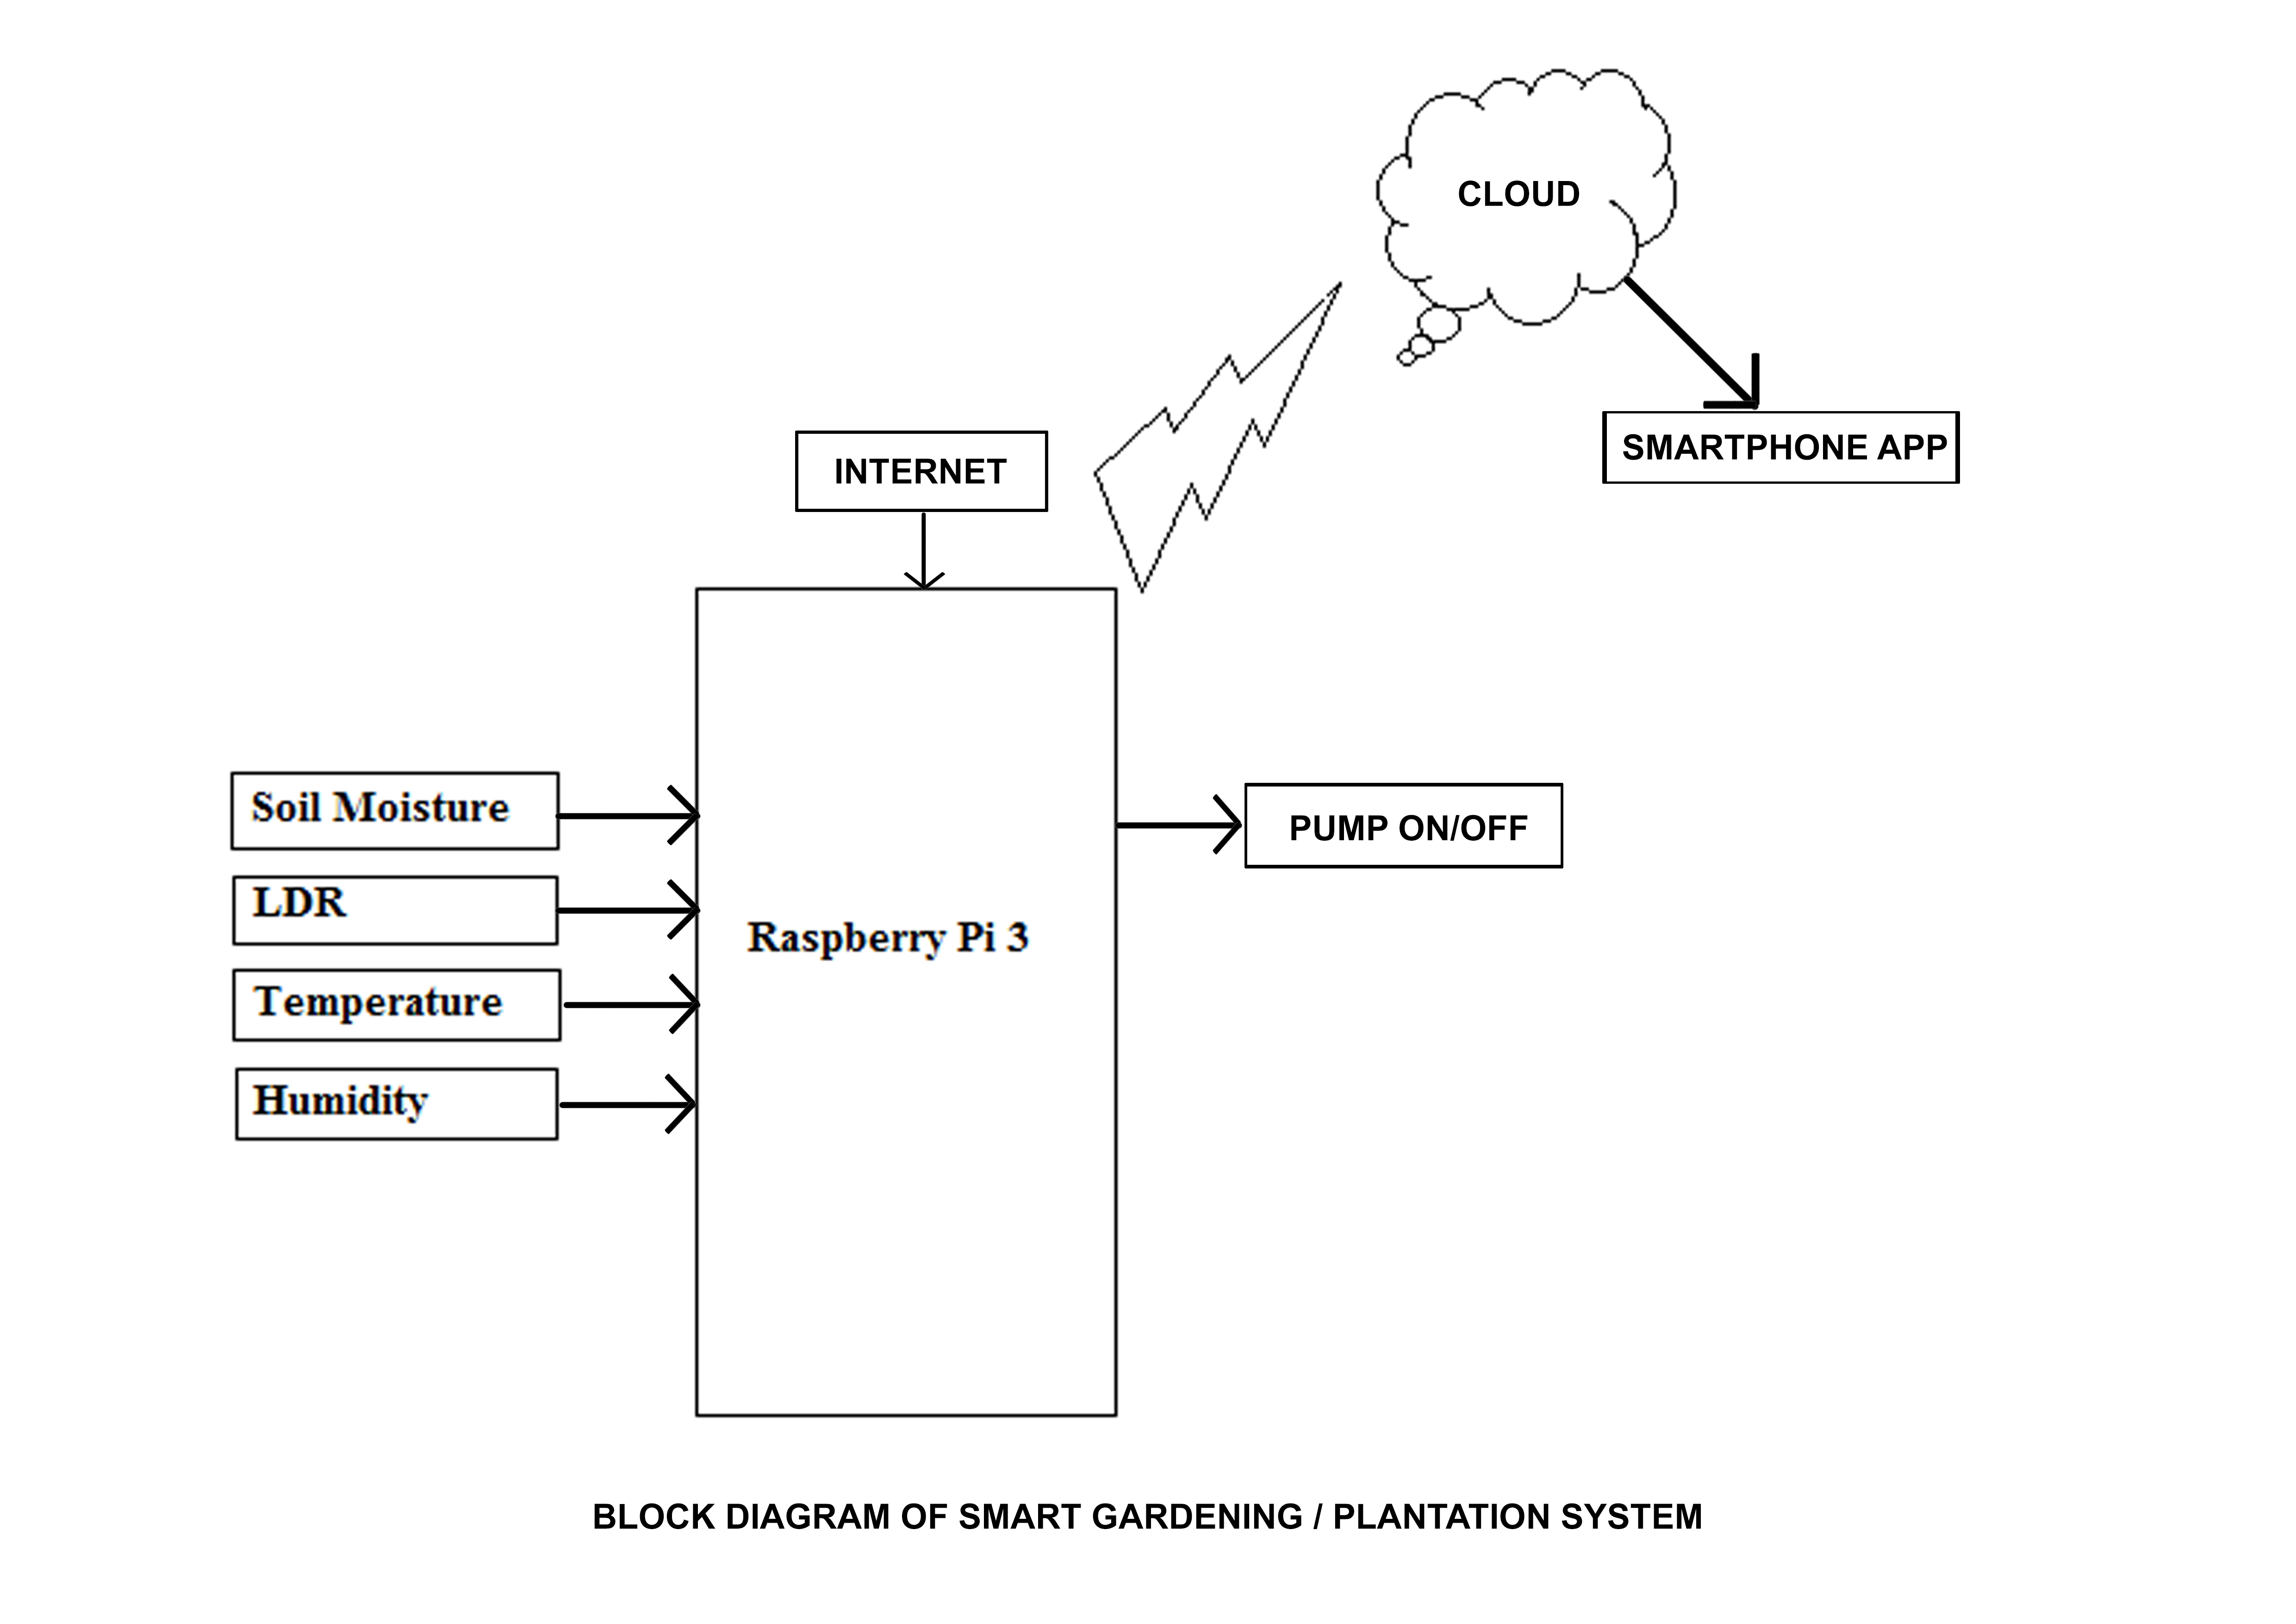 CLOUD
SMARTPHONE APP
INTERNET
Soil Moisture
PUMP ON/OFF
LDR
Raspberry Pi 3
Temperature
Humidity
BLOCK DIAGRAM OF SMART GARDENING / PLANTATION SYSTEM